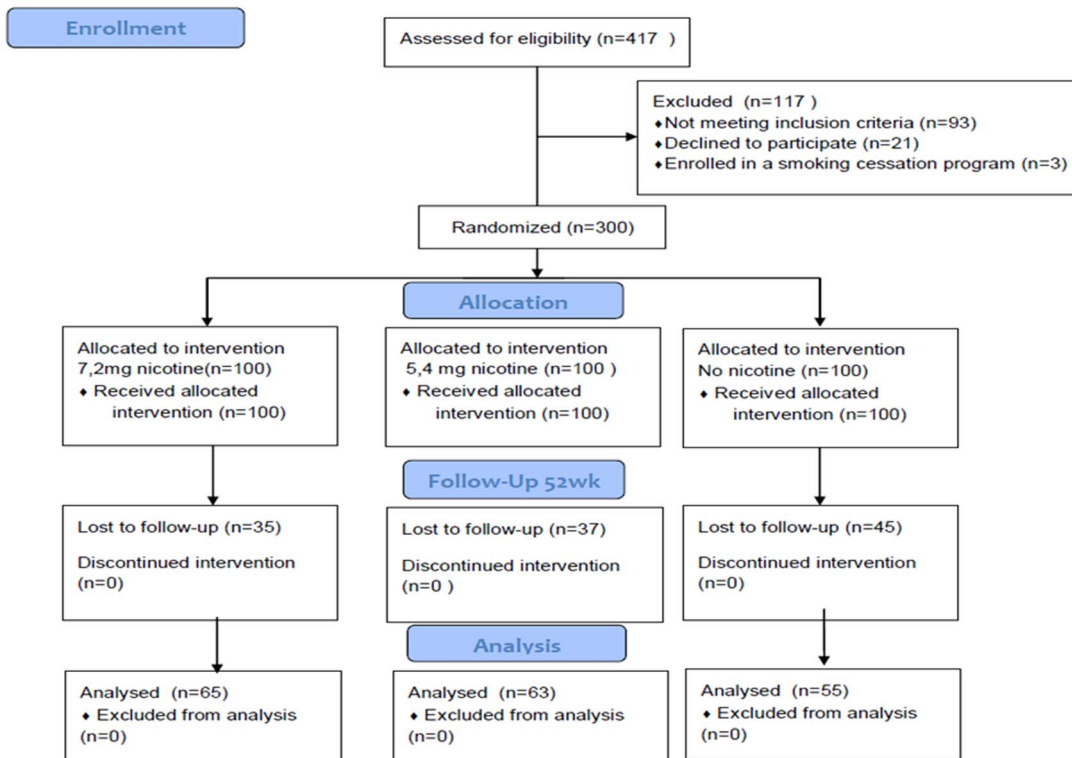 Enrollment
Assessed for eligibility (n=417 )
Excluded (n=117 )
♦Not meeting inclusion criteria (n=93)
♦Declined to participate (n=21)
♦Enrolled in a smoking cessation program (n=3)
Randomized (n=300)
Allocation
Allocated to intervention
7,2mg nicotine(n=100)
♦ Received allocated
intervention (n=100)
Allocated to intervention
5,4 mg nicotine (n=100 )
♦ Received allocated
intervention (n=100)
Allocated to intervention
No nicotine (n=100)
♦ Received allocated
intervention (n=100)
Follow-Up 52wk
Lost to follow-up (n=35)
Discontinued intervention
(n=0)
Lost to follow-up (n=37)
Discontinued intervention
(n=0 )
Lost to follow-up (n=45)
Discontinued intervention
(n=0)
Analysis
Analysed (n=65)
♦ Excluded from analysis
(n=0)
Analysed (n=63)
♦ Excluded from analysis
(n=0)
Analysed (n=55)
♦ Excluded from analysis
(n=0)